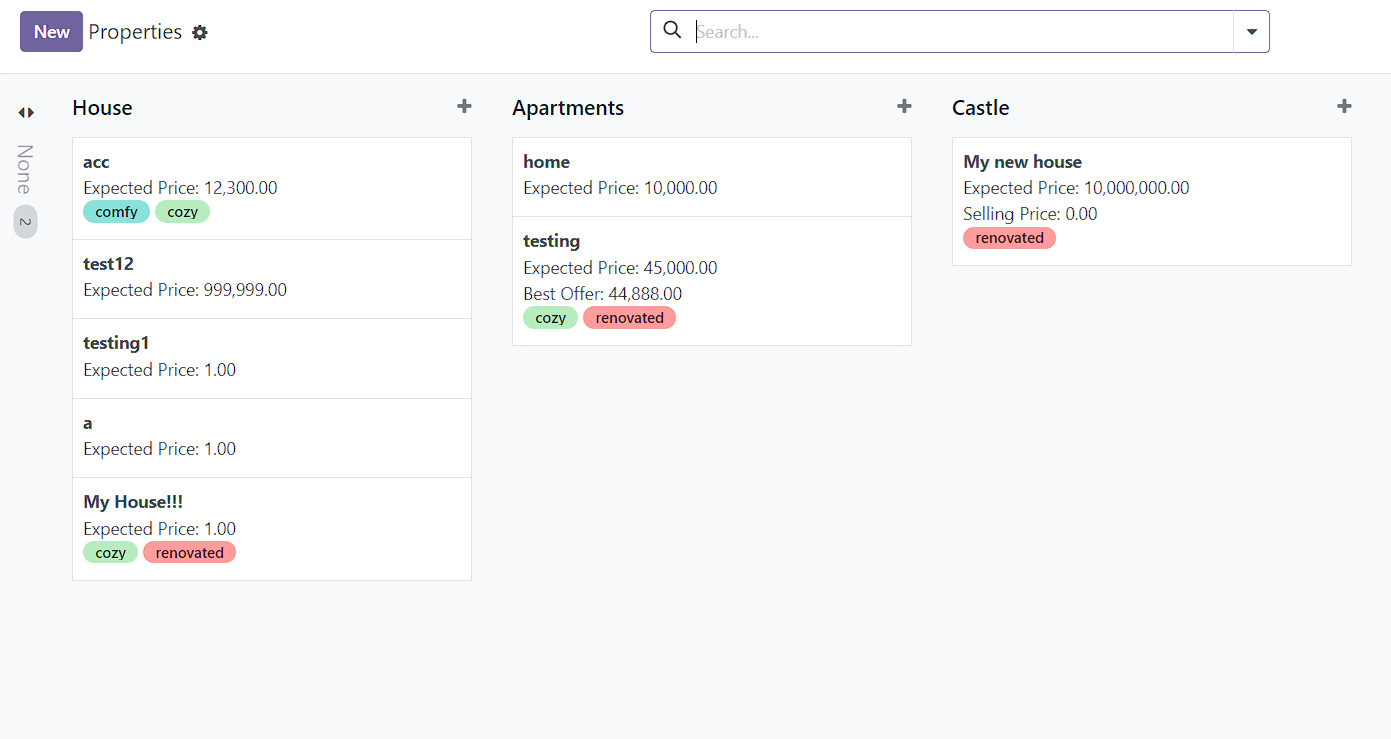 New Properties
Search...
None
2
House
acc
Expected Price: 12,300.00
comfy cozy
test12
Expected Price: 999,999.00
testing1
Expected Price: 1.00
a
Expected Price: 1.00
My House!!!
Expected Price: 1.00
cozy renovated
Apartments
home
Expected Price: 10,000.00
testing
Expected Price: 45,000.00
Best Offer: 44,888.00
cozy renovated
Castle
My new house
Expected Price: 10,000,000.00
Selling Price: 0.00
renovated